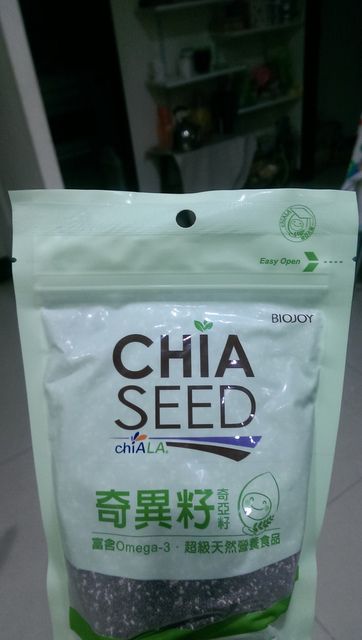 Easy Open
BIOJOY
CHIA
SEED
chiALA®
奇異籽
奇亞籽
富含Omega-3・超級天然營養食品